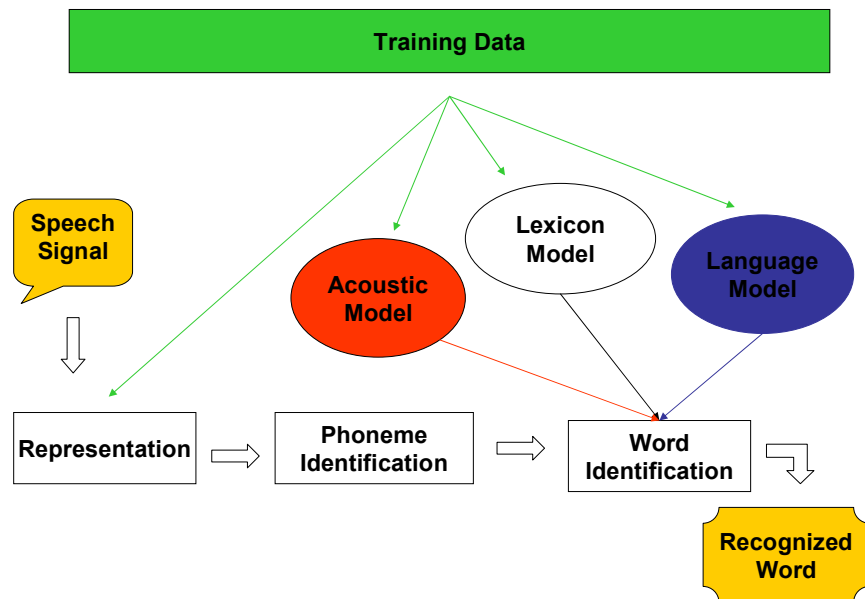 Training Data
Speech
Signal
Lexicon
Model
Acoustic
Model
Language
Model
Representation
Phoneme
Identification
Word
Identification
Recognized
Word